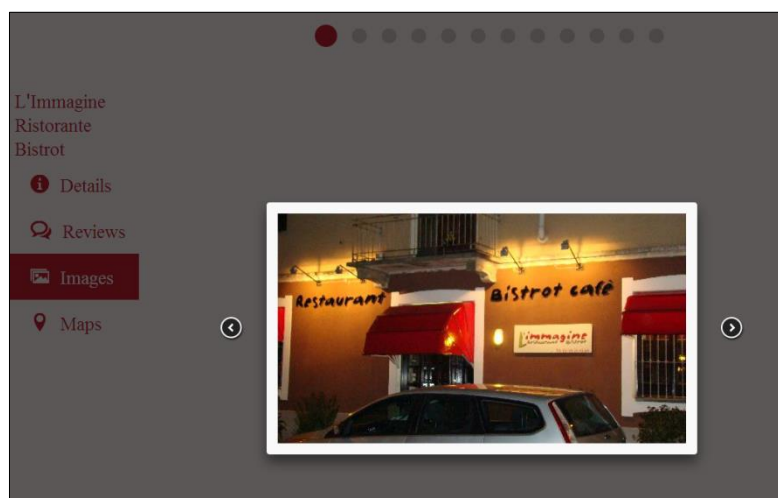 L'Immagine
Ristorante
Bistrot
Details
Reviews
Images
Maps
Restaurant
Bistrot café
L'immagine